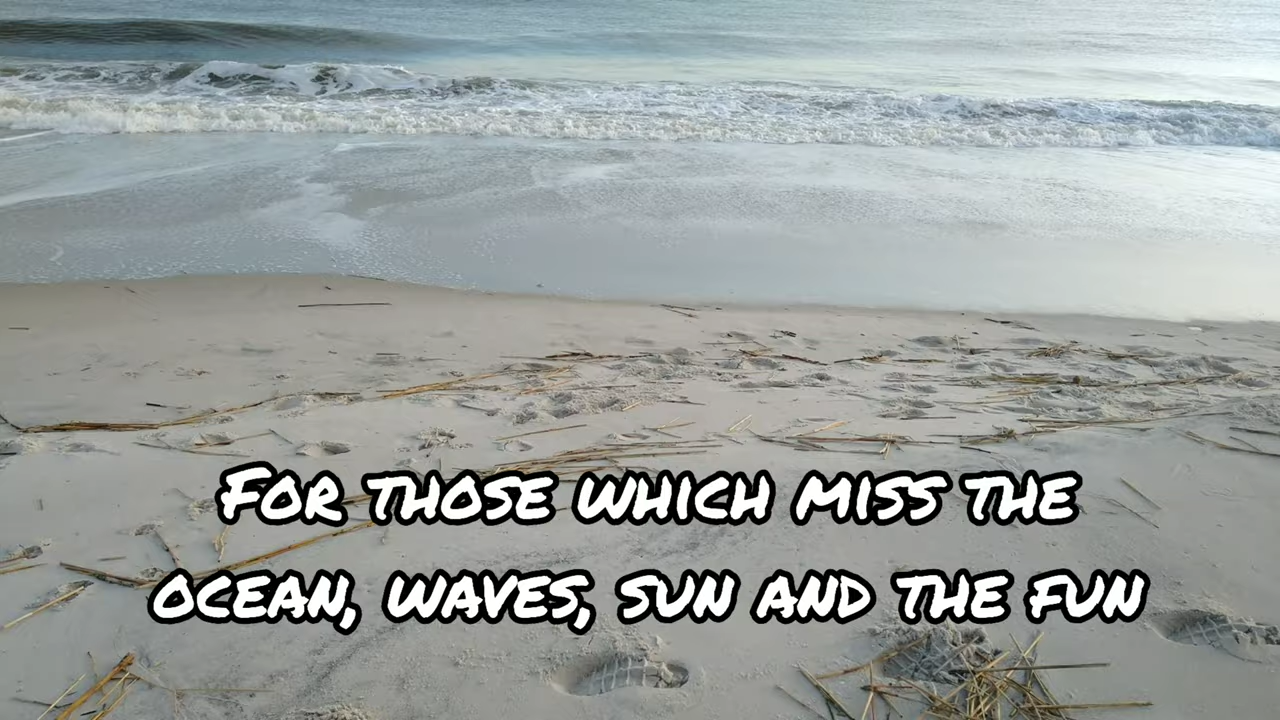 For those which miss the
ocean, waves, sun and the fun